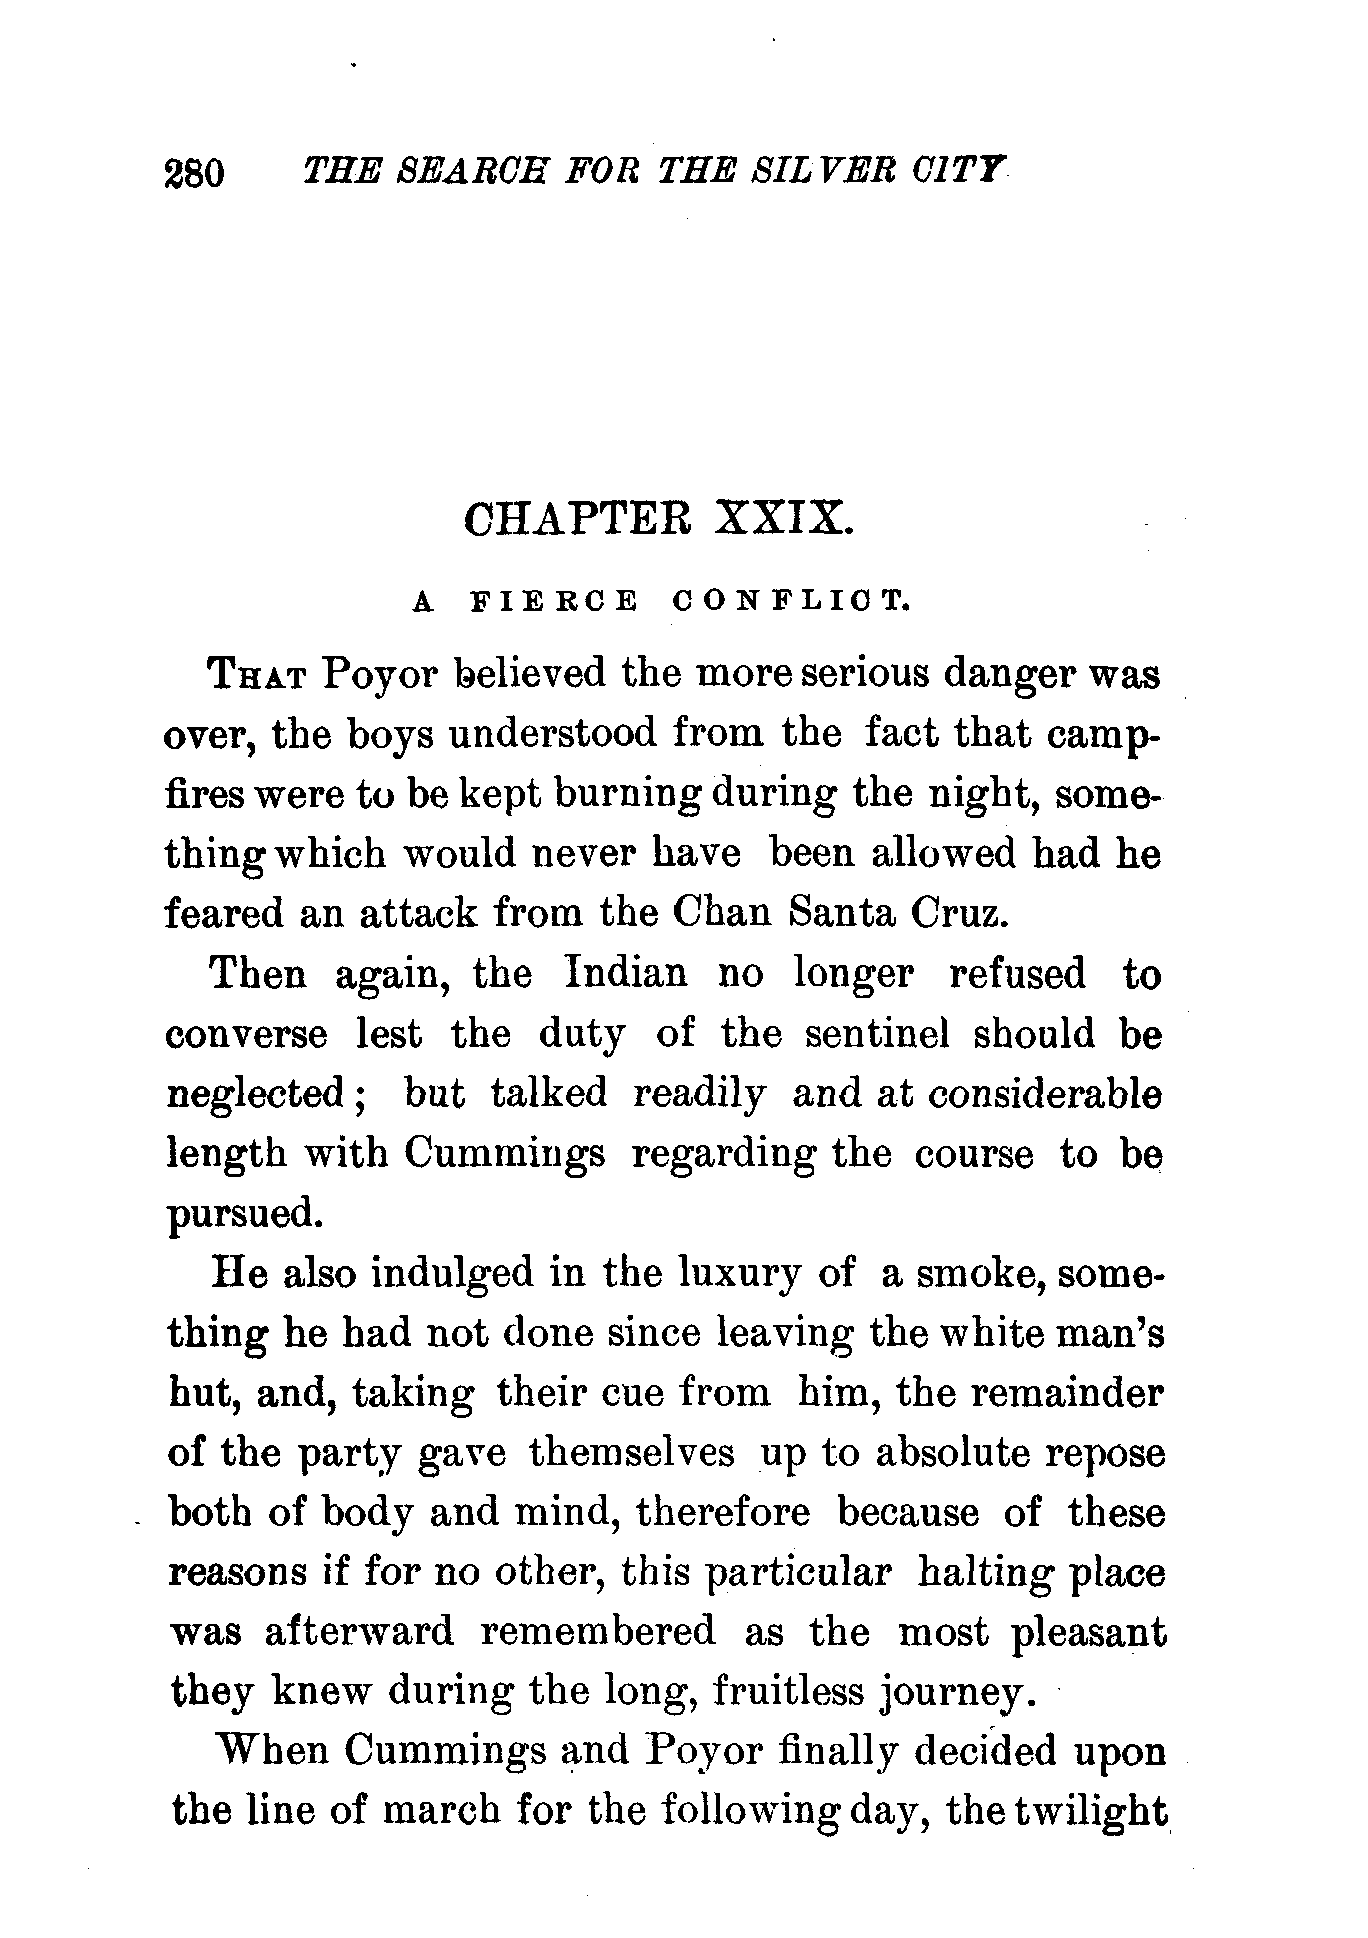 280 THE SEARCH FOR THE SILVER CITY
CHAPTER XXIX.
A FIERCE CONFLICT.
THAT Poyor believed the more serious danger was
over, the boys understood from the fact that camp-
fires were to be kept burning during the night, some-
thing which would never have been allowed had he
feared an attack from the Chan Santa Cruz.
Then again, the Indian no longer refused to
converse lest the duty of the sentinel should be
neglected ; but talked readily and at considerable
length with Cummings regarding the course to be
pursued.
He also indulged in the luxury of a smoke, some-
thing he had not done since leaving the white man's
hut, and, taking their cue from him, the remainder
of the party gave themselves up to absolute repose
both of body and mind, therefore because of these
reasons if for no other, this particular halting place
was afterward remembered as the most pleasant
they knew during the long, fruitless journey.
When Cummings and Poyor finally decided upon
the line of march for the following day, the twilight